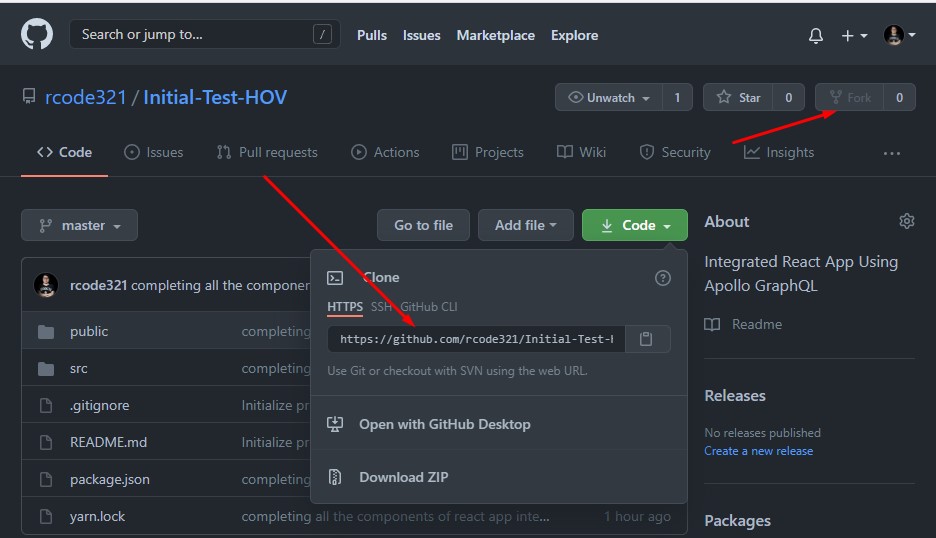 Search or jump to... /
Pulls Issues Marketplace Explore
rcode321 / Initial-Test-HOV
Unwatch 1 Star 0 Fork 0
Code Issues Pull requests Actions Projects Wiki Security Insights ...
master Go to file Add file Code
About
Integrated React App Using
Apollo GraphQL
Readme
Releases
No releases published
Create a new release
Packages
rcode321 completing all the componer
public completing
src completing
.gitignore Initialize pr
README.md Initialize pr
package.json completing
yarn.lock completing all the components of react app inte... 1 hour ago
Clone
HTTPS SSH GitHub CLI
https://github.com/rcode321/Initial-Test-H
Use Git or checkout with SVN using the web URL.
Open with GitHub Desktop
Download ZIP